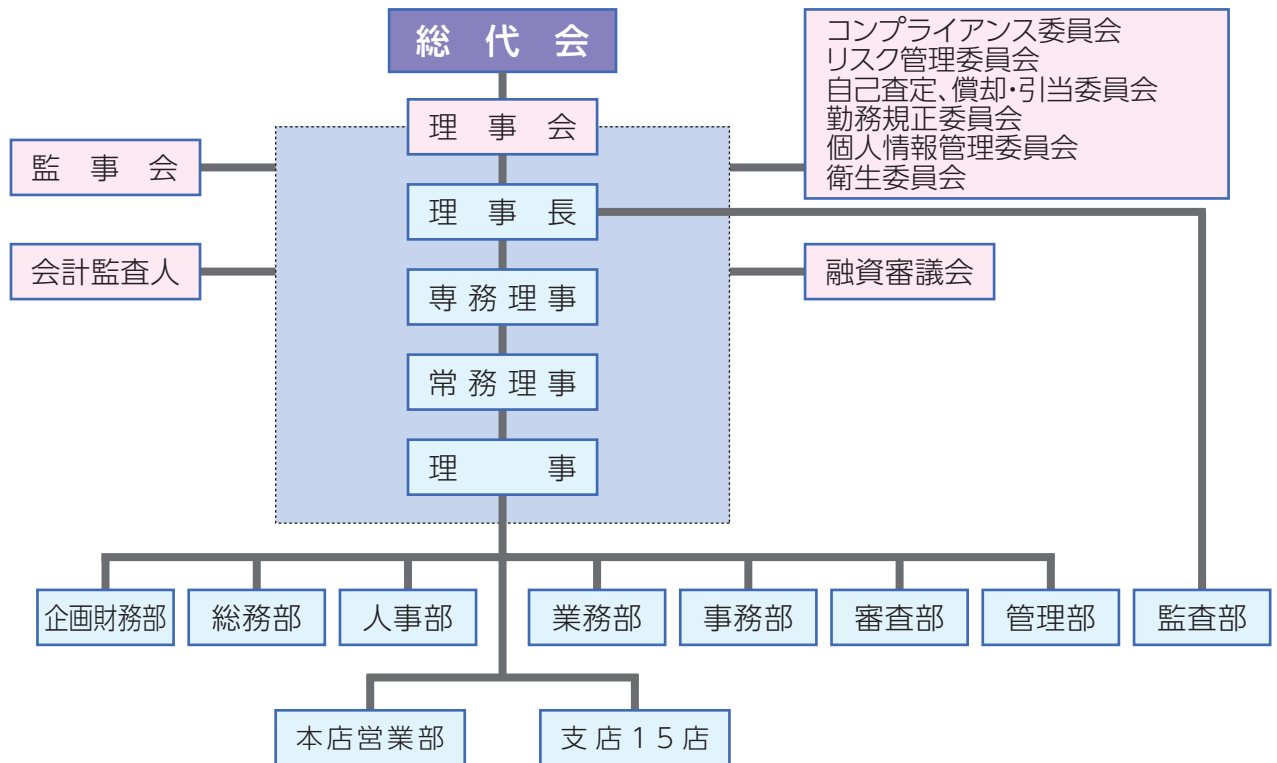 総代会
コンプライアンス委員会
リスク管理委員会
自己査定、償却・引当委員会
勤務規正委員会
個人情報管理委員会
衛生委員会
理事会
監事会
理事長
会計監査人
融資審議会
専務理事
常務理事
理事
企画財務部
総務部
人事部
業務部
事務部
審査部
管理部
監査部
本店営業部
支店15店